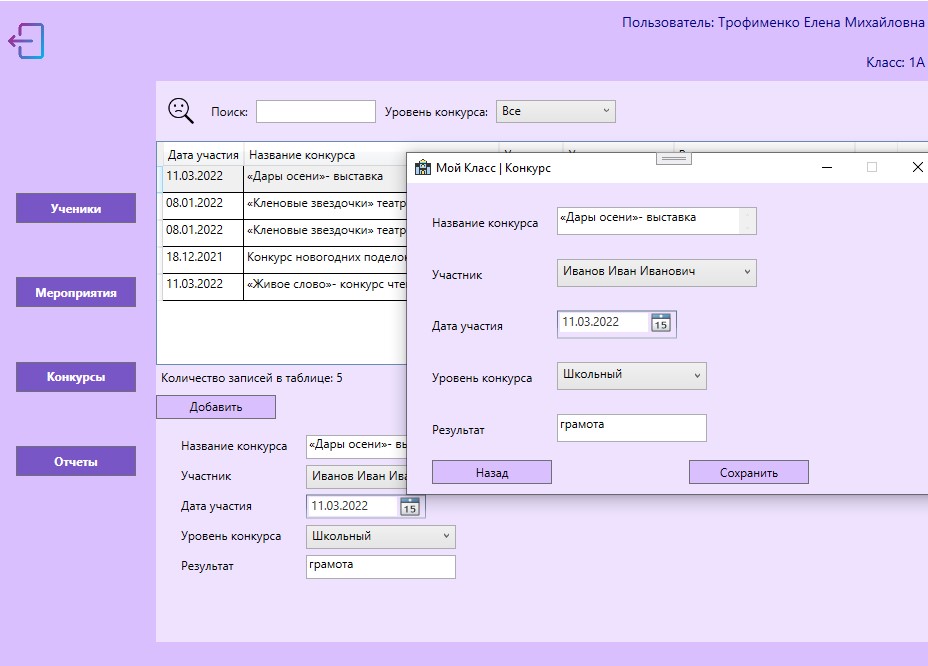 Пользователь: Трофименко Елена Михайловна
Класс: 1А
Поиск:
Уровень конкурса: Все
Дата участия Название конкурса
11.03.2022 «Дары осени»- выставка
08.01.2022 «Кленовые звездочки» театр
08.01.2022 «Кленовые звездочки» театр
18.12.2021 Конкурс новогодних поделок
11.03.2022 «Живое слово»- конкурс чте
Количество записей в таблице: 5
Добавить
Название конкурса «Дары осени»- вы
Участник Иванов Иван Ива
Дата участия 11.03.2022 15
Уровень конкурса Школьный
Результат грамота
Ученики
Мероприятия
Конкурсы
Отчеты
Мой Класс | Конкурс
Название конкурса «Дары осени»- выставка
Участник Иванов Иван Иванович
Дата участия 11.03.2022 15
Уровень конкурса Школьный
Результат грамота
Назад Сохранить